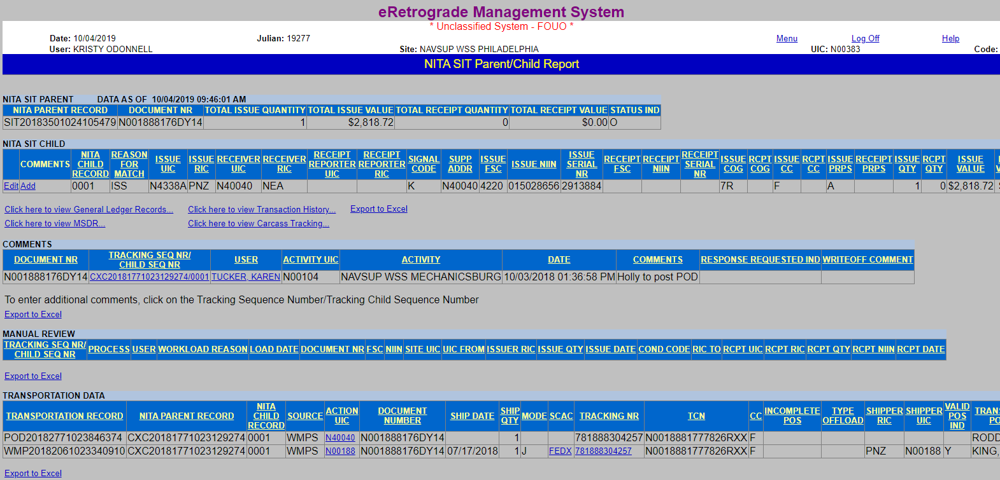 eRetrograde Management System
* Unclassified System - FOUO *
Date: 10/04/2019 Julian: 19277 Menu Log Off Help
User: KRISTY ODONNELL Site: NAVSUP WSS PHILADELPHIA UIC: N00383 Code:
NITA SIT Parent/Child Report
NITA SIT PARENT DATA AS OF 10/04/2019 09:46:01 AM
NITA PARENT RECORD DOCUMENT NR TOTAL ISSUE QUANTITY TOTAL ISSUE VALUE TOTAL RECEIPT QUANTITY TOTAL RECEIPT VALUE STATUS IND
SIT20183501024105479 N001888176DY14 1 $2,818.72 0 $0.00 O
NITA SIT CHILD
COMMENTS NITA CHILD RECORD REASON FOR MATCH ISSUE UIC ISSUE RIC RECEIVER UIC RECEIVER RIC RECEIPT REPORTER UIC RECEIPT REPORTER RIC SIGNAL CODE SUPP ADDR ISSUE FSC ISSUE NIIN ISSUE SERIAL NR RECEIPT FSC RECEIPT NIIN RECEIPT SERIAL NR ISSUE COG RCPT COG ISSUE CC RCPT CC ISSUE PRPS RECEIPT PRPS ISSUE QTY RCPT QTY ISSUE VALUE
Edit Add 0001 ISS N4338A PNZ N40040 NEA K N40040 4220 015028656 2913884 7R F A 1 0 $2,818.72
Click here to view General Ledger Records... Click here to view Transaction History... Export to Excel
Click here to view MSDR... Click here to view Carcass Tracking...
COMMENTS
DOCUMENT NR TRACKING SEQ NR/ CHILD SEQ NR USER ACTIVITY UIC ACTIVITY DATE COMMENTS RESPONSE REQUESTED IND WRITEOFF COMMENT
N001888176DY14 CXC20181771023129274/0001 TUCKER, KAREN N00104 NAVSUP WSS MECHANICSBURG 10/03/2018 01:36:58 PM Holly to post POD
To enter additional comments, click on the Tracking Sequence Number/Tracking Child Sequence Number
Export to Excel
MANUAL REVIEW
TRACKING SEQ NR/ CHILD SEQ NR PROCESS USER WORKLOAD REASON LOAD DATE DOCUMENT NR FSC NIIN SITE UIC UIC FROM ISSUER RIC ISSUE QTY ISSUE DATE COND CODE RIC TO RCPT UIC RCPT RIC RCPT QTY RCPT NIIN RCPT DATE
Export to Excel
TRANSPORTATION DATA
TRANSPORTATION RECORD NITA PARENT RECORD NITA CHILD RECORD SOURCE ACTION UIC DOCUMENT NUMBER SHIP DATE SHIP QTY MODE SCAC TRACKING NR TCN CC INCOMPLETE POS TYPE OFFLOAD SHIPPER RIC SHIPPER UIC VALID POS IND
POD20182771023846374 CXC20181771023129274 0001 WMPS N40040 N001888176DY14 1 781888304257 N0018881777826RXX F RODD
WMP20182061023340910 CXC20181771023129274 0001 WMPS N00188 N001888176DY14 07/17/2018 1 J FEDX 781888304257 N0018881777826RXX F PNZ N00188 Y KING,
Export to Excel